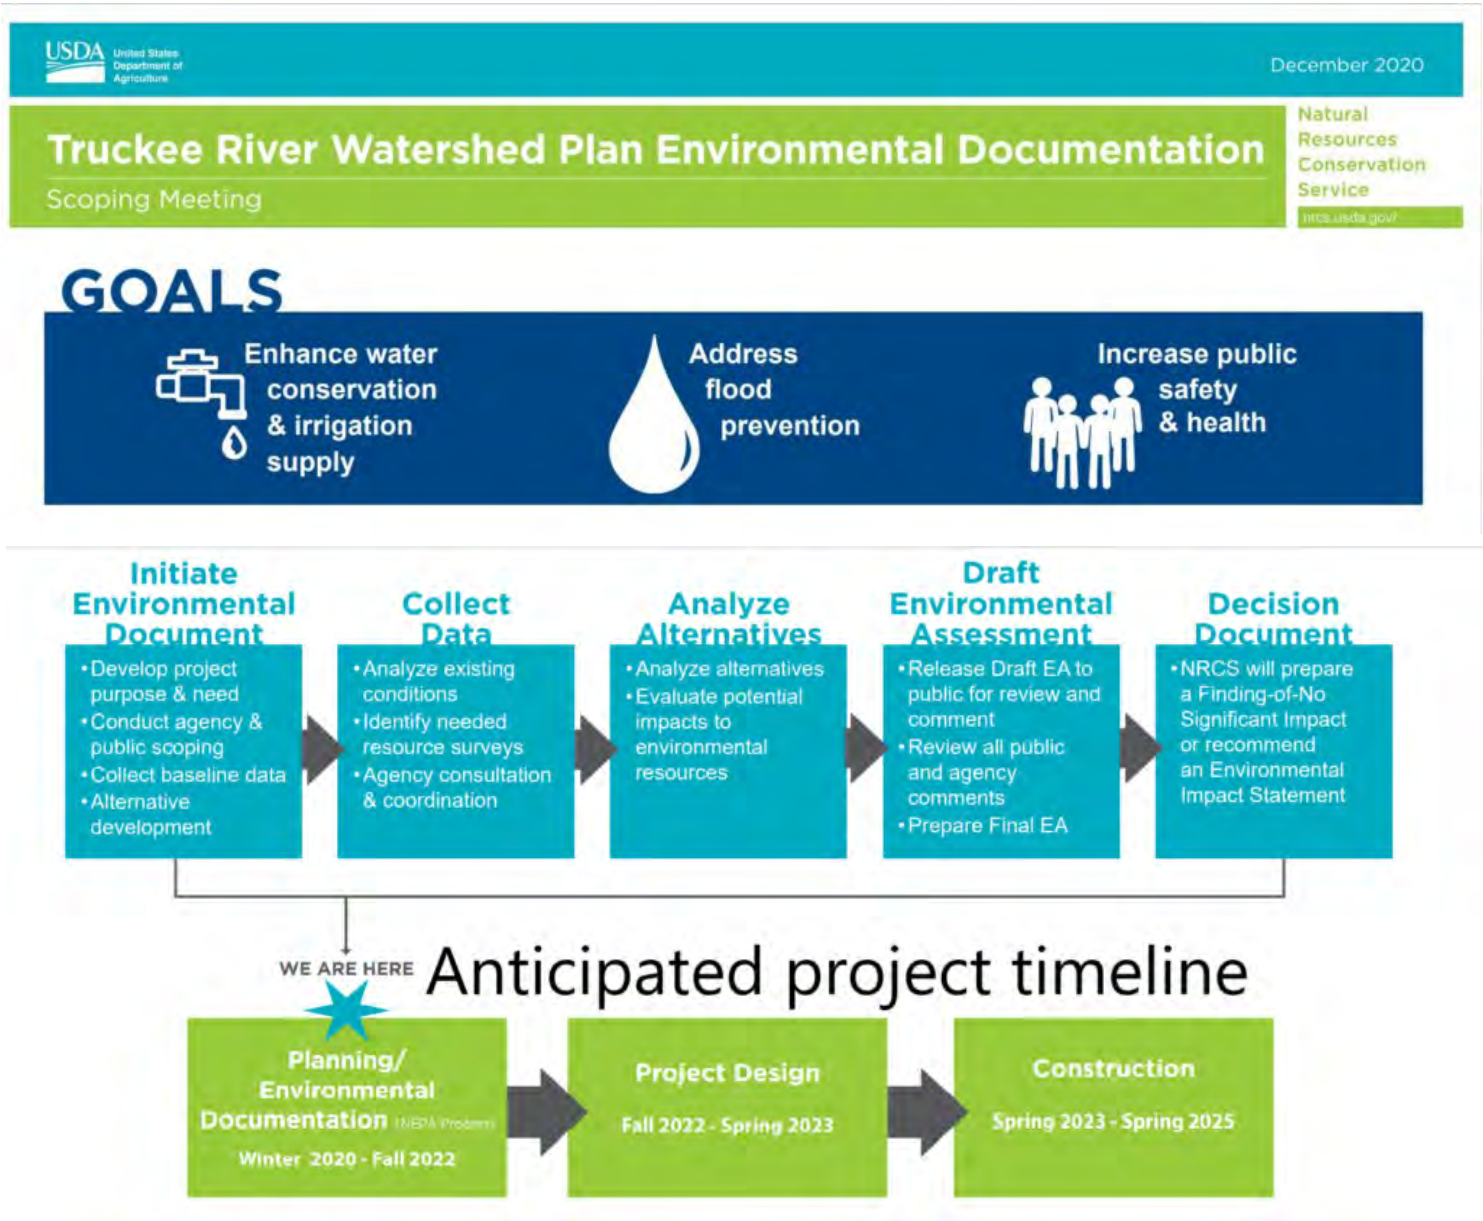 USDA
United States
Department of
Agriculture
December 2020
Truckee River Watershed Plan Environmental Documentation
Scoping Meeting
Natural
Resources
Conservation
Service
nrcs.usda.gov/
GOALS
Enhance water
conservation
& irrigation
supply
Address
flood
prevention
Increase public
safety
& health
Initiate
Environmental
Document
•Develop project
purpose & need
•Conduct agency &
public scoping
•Collect baseline data
•Alternative
development
Collect
Data
•Analyze existing
conditions
•Identify needed
resource surveys
•Agency consultation
& coordination
Analyze
Alternatives
•Analyze alternatives
•Evaluate potential
impacts to
environmental
resources
Draft
Environmental
Assessment
•Release Draft EA to
public for review and
comment
•Review all public
and agency
comments
•Prepare Final EA
Decision
Document
•NRCS will prepare
a Finding-of-No
Significant Impact
or recommend
an Environmental
Impact Statement
WE ARE HERE
Anticipated project timeline
Planning/
Environmental
Documentation (NEPA Process)
Winter 2020 - Fall 2022
Project Design
Fall 2022 - Spring 2023
Construction
Spring 2023 - Spring 2025